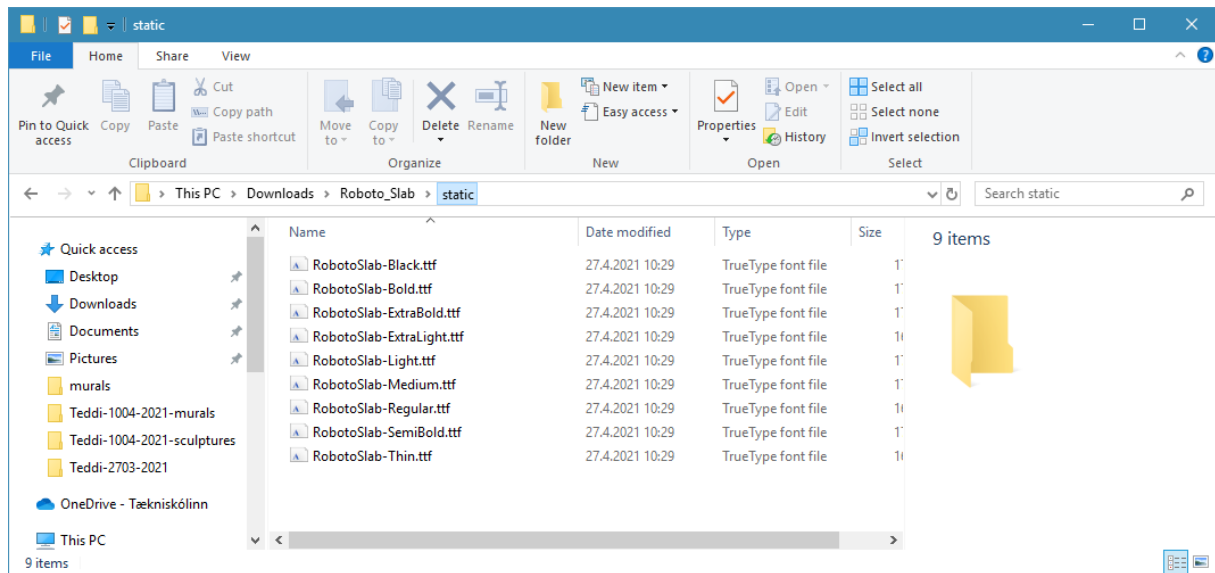 static
File Home Share View
Pin to Quick access
Copy
Paste
Cut
Copy path
Paste shortcut
Clipboard
Move to
Copy to
Delete
Rename
Organize
New folder
New item
Easy access
New
Properties
Open
Edit
History
Open
Select all
Select none
Invert selection
Select
This PC > Downloads > Roboto_Slab > static
Search static
Quick access
Desktop
Downloads
Documents
Pictures
murals
Teddi-1004-2021-murals
Teddi-1004-2021-sculptures
Teddi-2703-2021
OneDrive - Tækniskólinn
This PC
Name Date modified Type Size
RobotoSlab-Black.ttf 27.4.2021 10:29 TrueType font file
RobotoSlab-Bold.ttf 27.4.2021 10:29 TrueType font file
RobotoSlab-ExtraBold.ttf 27.4.2021 10:29 TrueType font file
RobotoSlab-ExtraLight.ttf 27.4.2021 10:29 TrueType font file
RobotoSlab-Light.ttf 27.4.2021 10:29 TrueType font file
RobotoSlab-Medium.ttf 27.4.2021 10:29 TrueType font file
RobotoSlab-Regular.ttf 27.4.2021 10:29 TrueType font file
RobotoSlab-SemiBold.ttf 27.4.2021 10:29 TrueType font file
RobotoSlab-Thin.ttf 27.4.2021 10:29 TrueType font file
9 items
9 items